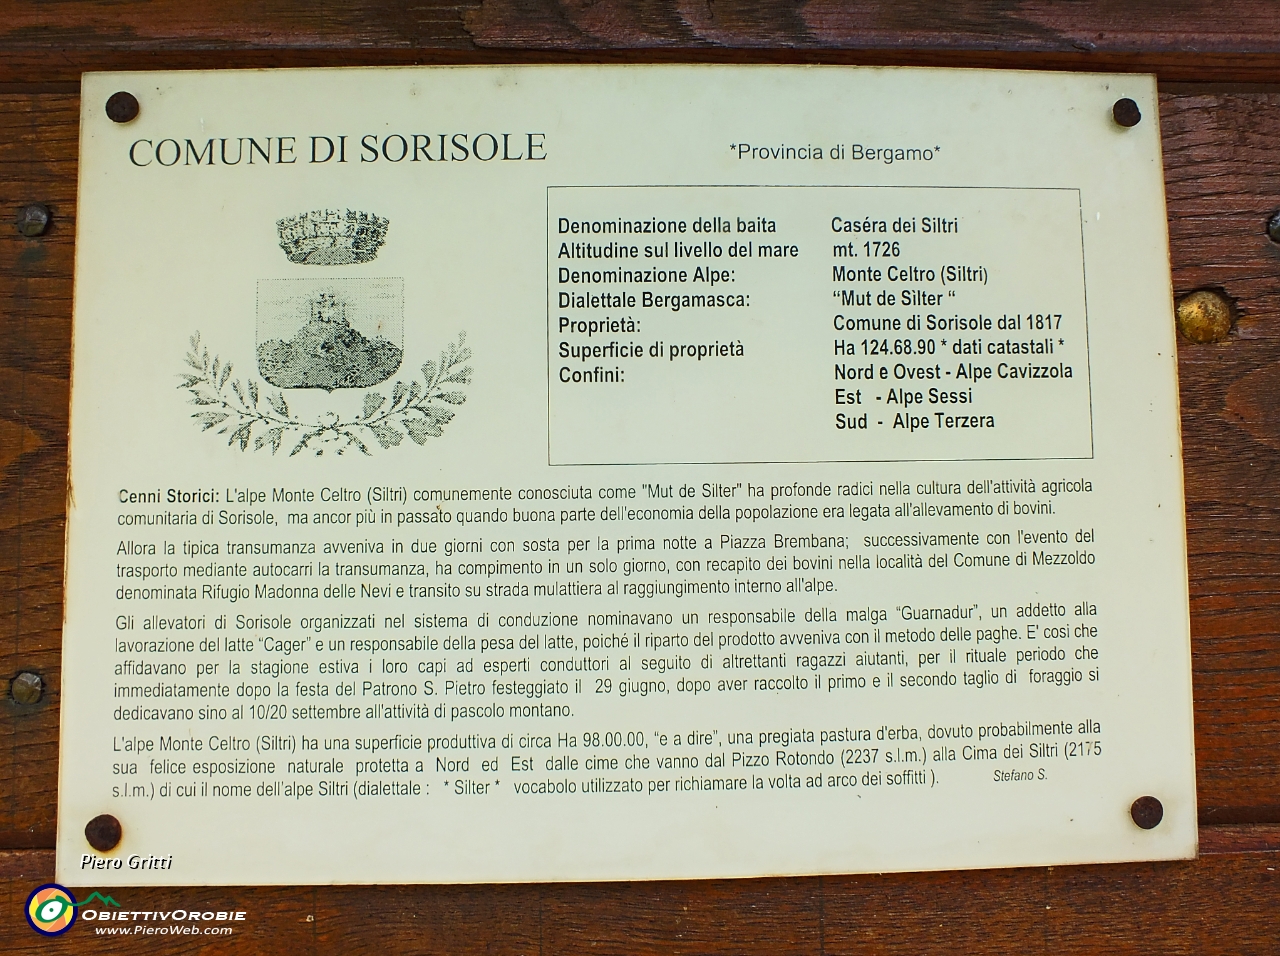 COMUNE DI SORISOLE
*Provincia di Bergamo*
Denominazione della baita Caséra dei Siltri
Altitudine sul livello del mare mt. 1726
Denominazione Alpe: Monte Celtro (Siltri)
Dialettale Bergamasca: “Mut de Sìlter “
Proprietà: Comune di Sorisole dal 1817
Superficie di proprietà Ha 124.68.90 * dati catastali *
Confini: Nord e Ovest - Alpe Cavizzola
Est - Alpe Sessi
Sud - Alpe Terzera
Cenni Storici: L'alpe Monte Celtro (Siltri) comunemente conosciuta come "Mut de Silter" ha profonde radici nella cultura dell'attività agricola
comunitaria di Sorisole, ma ancor più in passato quando buona parte dell'economia della popolazione era legata all'allevamento di bovini.
Allora la tipica transumanza avveniva in due giorni con sosta per la prima notte a Piazza Brembana; successivamente con l'evento del
trasporto mediante autocarri la transumanza, ha compimento in un solo giorno, con recapito dei bovini nella località del Comune di Mezzoldo
denominata Rifugio Madonna delle Nevi e transito su strada mulattiera al raggiungimento interno all'alpe.
Gli allevatori di Sorisole organizzati nel sistema di conduzione nominavano un responsabile della malga “Guarnadur”, un addetto alla
lavorazione del latte “Cager” e un responsabile della pesa del latte, poiché il riparto del prodotto avveniva con il metodo delle paghe. E' così che
affidavano per la stagione estiva i loro capi ad esperti conduttori al seguito di altrettanti ragazzi aiutanti, per il rituale periodo che
immediatamente dopo la festa del Patrono S. Pietro festeggiato il 29 giugno, dopo aver raccolto il primo e il secondo taglio di foraggio si
dedicavano sino al 10/20 settembre all'attività di pascolo montano.
L'alpe Monte Celtro (Siltri) ha una superficie produttiva di circa Ha 98.00.00, “e a dire”, una pregiata pastura d'erba, dovuto probabilmente alla
sua felice esposizione naturale protetta a Nord ed Est dalle cime che vanno dal Pizzo Rotondo (2237 s.l.m.) alla Cima dei Siltri (2175
s.l.m.) di cui il nome dell'alpe Siltri (dialettale : * Silter * vocabolo utilizzato per richiamare la volta ad arco dei soffitti ). Stefano S.
Piero Gritti
ObiettivOrobie
www.PieroWeb.com